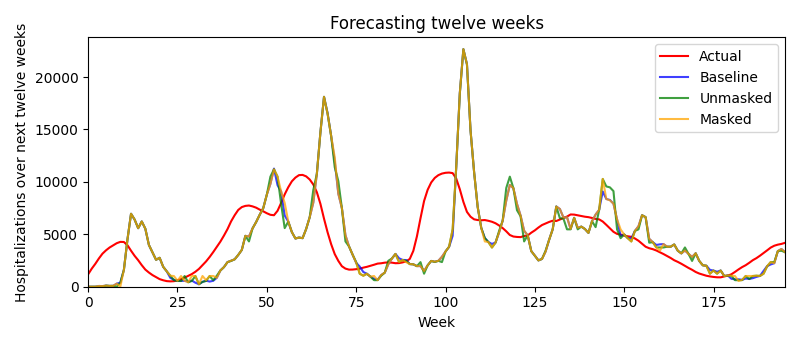 Forecasting twelve weeks
Hospitalizations over next twelve weeks
20000
15000
10000
5000
0
0 25 50 75 100 125 150 175
Week
Actual
Baseline
Unmasked
Masked